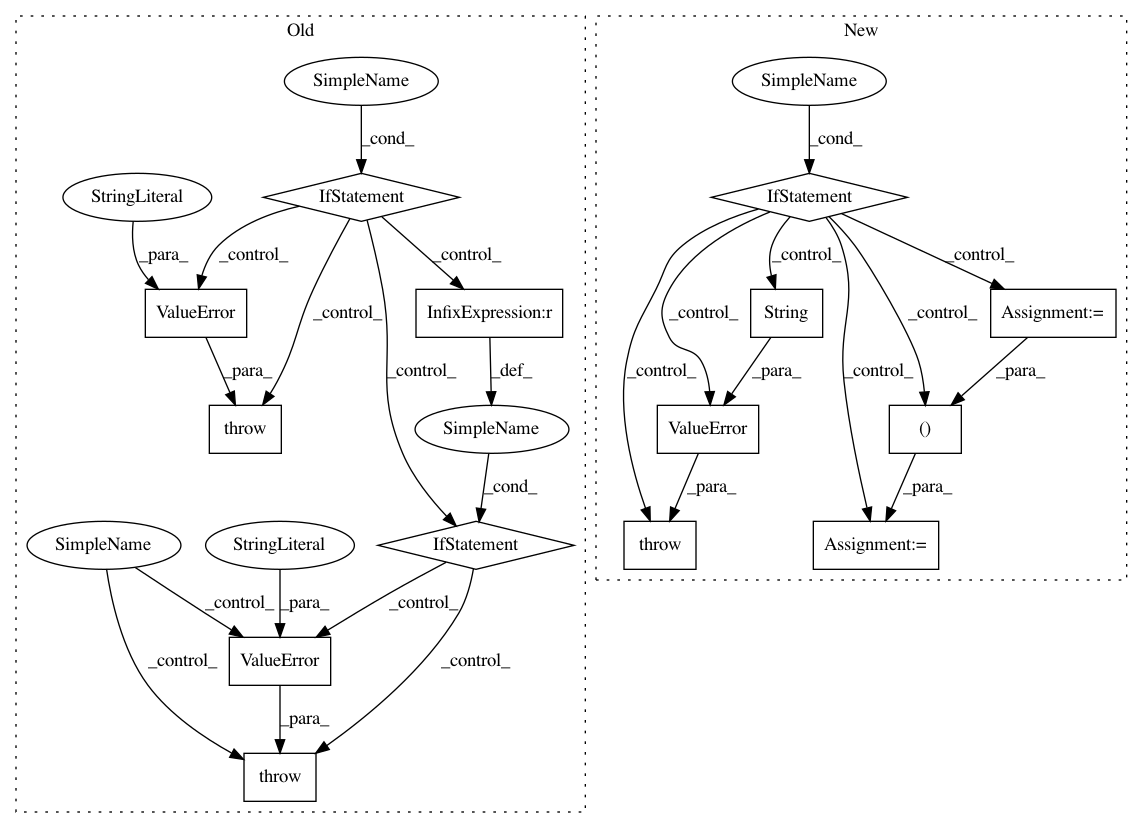 Old
New
SimpleName
SimpleName
_cond_
_cond_
StringLiteral
IfStatement
IfStatement
_para_
_control_
_control_
_control_
_control_
ValueError
InfixExpression:r
String
Assignment:=
_control_
_control_
_control_
_control_
_control_
_para_
_control_
_def_
_para_
_para_
throw
SimpleName
ValueError
()
_cond_
_para_
_para_
SimpleName
StringLiteral
IfStatement
throw
Assignment:=
_control_
_para_
_control_
ValueError
_control_
_control_
_para_
throw